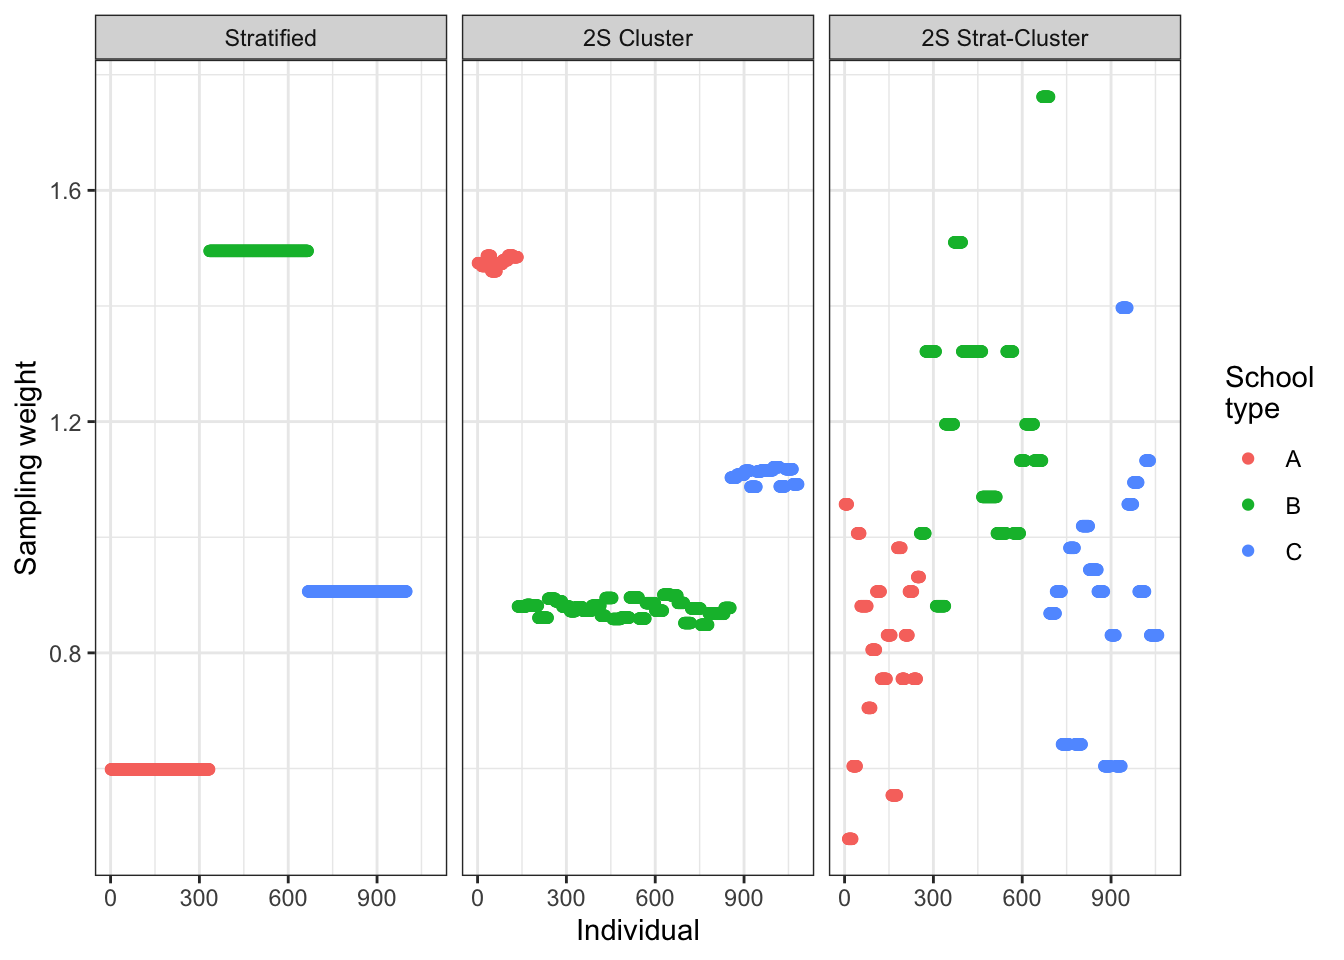 Stratified
2S Cluster
2S Strat-Cluster
Sampling weight
1.6
1.2
0.8
0 300 600 900
0 300 600 900
0 300 600 900
Individual
School
type
A
B
C